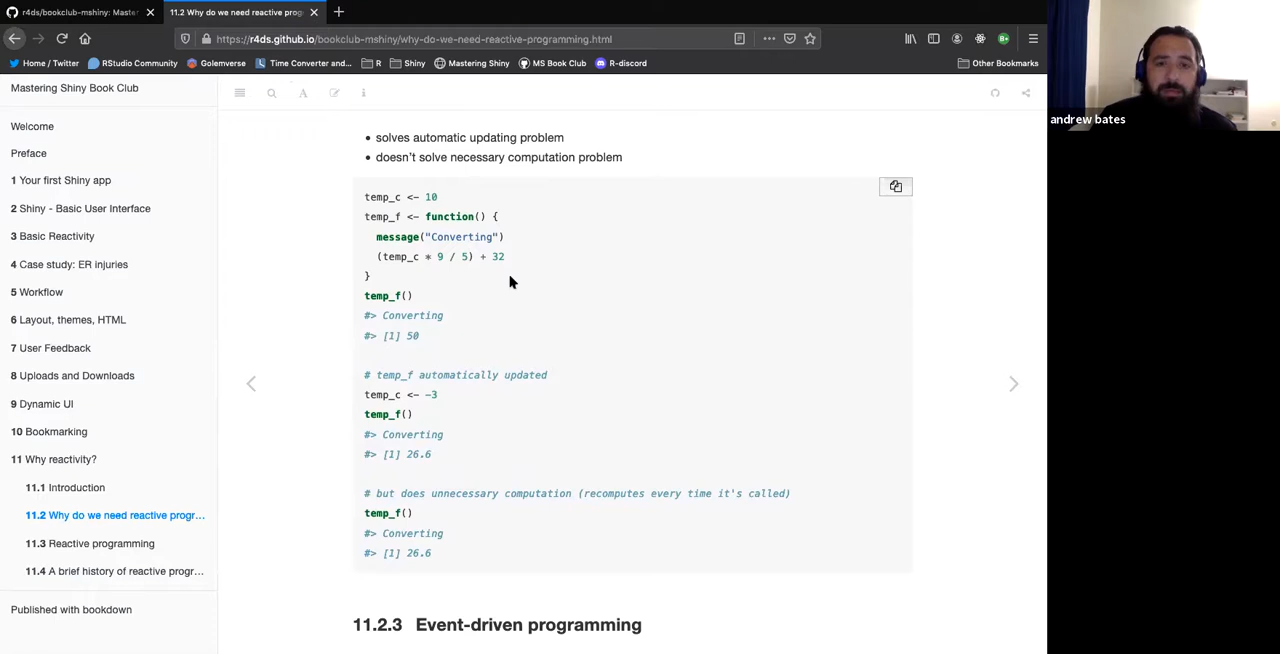 r4ds/bookclub-mshiny: Maste
11.2 Why do we need reactive prog
https://r4ds.github.io/bookclub-mshiny/why-do-we-need-reactive-programming.html
Home / Twitter
RStudio Community
Golemverse
Time Converter and...
R
Shiny
Mastering Shiny
MS Book Club
R-discord
Other Bookmarks
andrew bates
Mastering Shiny Book Club
Welcome
Preface
1 Your first Shiny app
2 Shiny - Basic User Interface
3 Basic Reactivity
4 Case study: ER injuries
5 Workflow
6 Layout, themes, HTML
7 User Feedback
8 Uploads and Downloads
9 Dynamic UI
10 Bookmarking
11 Why reactivity?
11.1 Introduction
11.2 Why do we need reactive progr...
11.3 Reactive programming
11.4 A brief history of reactive progr...
Published with bookdown
• solves automatic updating problem
• doesn't solve necessary computation problem
temp_c <- 10
temp_f <- function() {
message("Converting")
(temp_c * 9 / 5) + 32
}
temp_f()
#> Converting
#> [1] 50
# temp_f automatically updated
temp_c <- -3
temp_f()
#> Converting
#> [1] 26.6
# but does unnecessary computation (recomputes every time it's called)
temp_f()
#> Converting
#> [1] 26.6
11.2.3 Event-driven programming